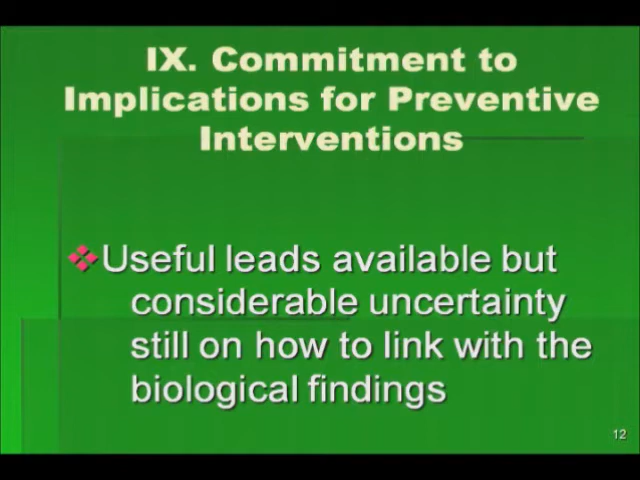 IX. Commitment to
Implications for Preventive
Interventions
Useful leads available but
considerable uncertainty
still on how to link with the
biological findings
12